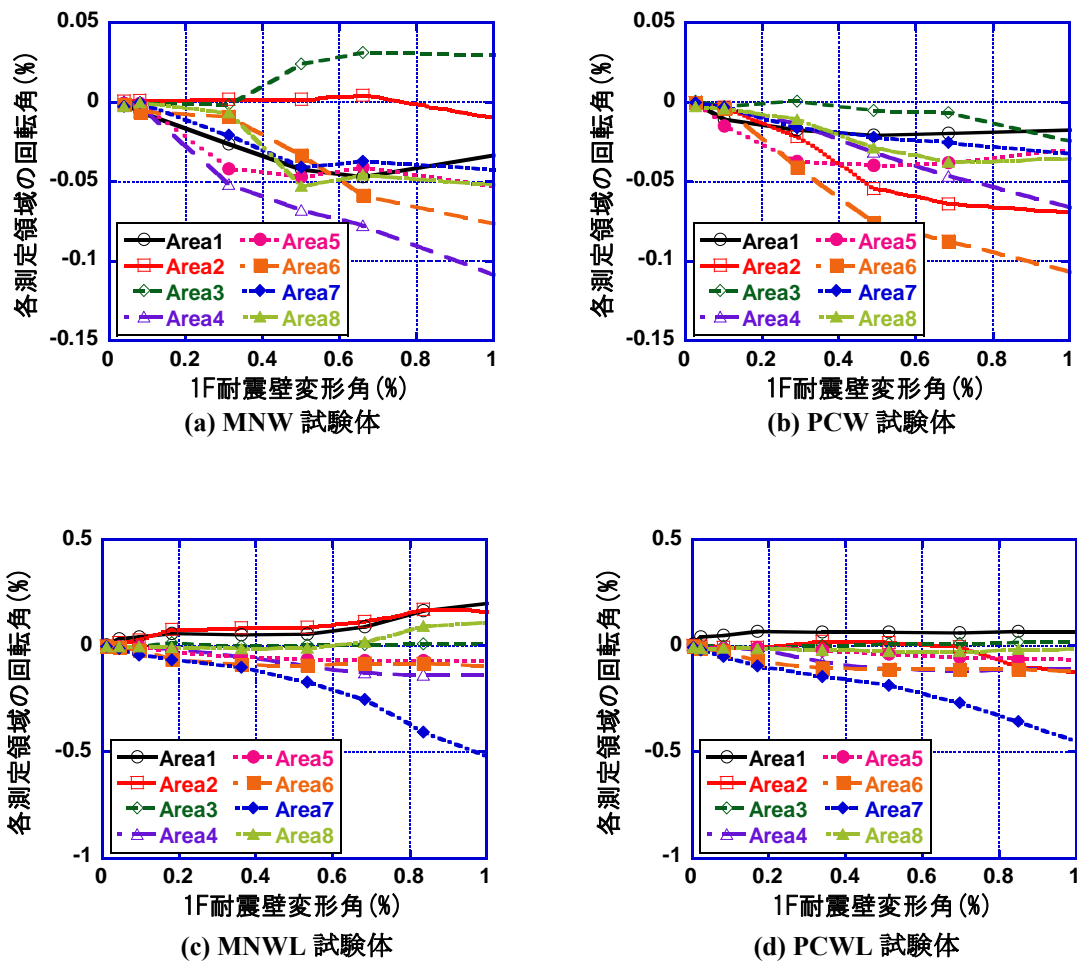 各測定領域の回転角(%)
0.05
0
-0.05
-0.1
-0.15
Area1 Area5
Area2 Area6
Area3 Area7
Area4 Area8
0 0.2 0.4 0.6 0.8 1
1F耐震壁変形角(%)
(a) MNW 試験体
各測定領域の回転角(%)
0.05
0
-0.05
-0.1
-0.15
Area1 Area5
Area2 Area6
Area3 Area7
Area4 Area8
0 0.2 0.4 0.6 0.8 1
1F耐震壁変形角(%)
(b) PCW 試験体
各測定領域の回転角(%)
0.5
0
-0.5
-1
Area1 Area5
Area2 Area6
Area3 Area7
Area4 Area8
0 0.2 0.4 0.6 0.8 1
1F耐震壁変形角(%)
(c) MNWL 試験体
各測定領域の回転角(%)
0.5
0
-0.5
-1
Area1 Area5
Area2 Area6
Area3 Area7
Area4 Area8
0 0.2 0.4 0.6 0.8 1
1F耐震壁変形角(%)
(d) PCWL 試験体